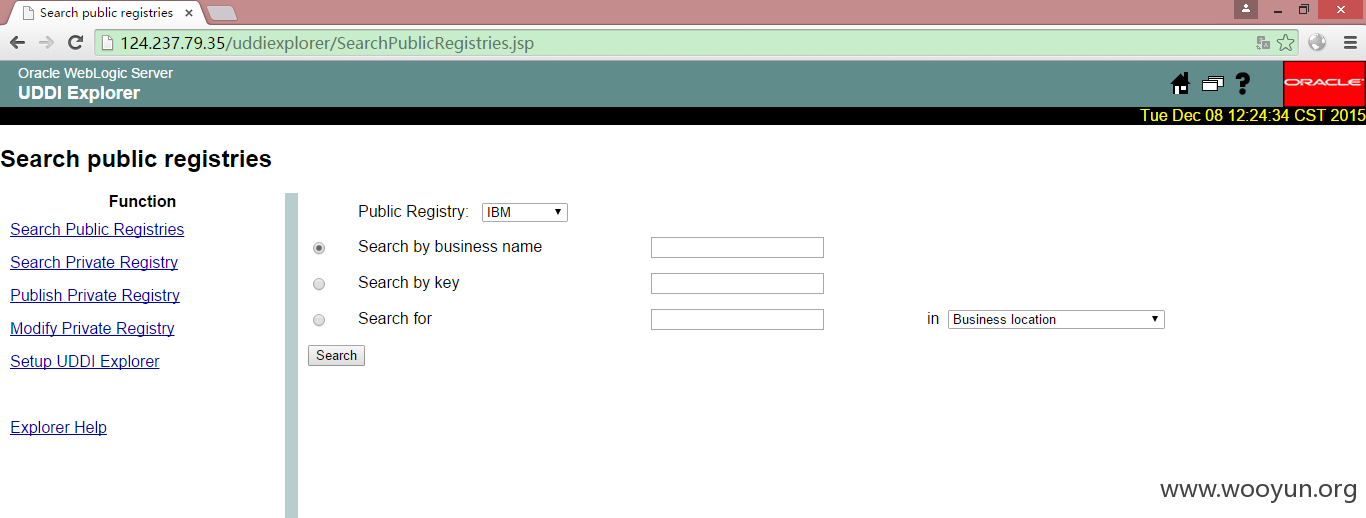 Search public registries
124.237.79.35/uddiexplorer/SearchPublicRegistries.jsp
Oracle WebLogic Server
UDDI Explorer
ORACLE
Tue Dec 08 12:24:34 CST 2015
Search public registries
Function
Search Public Registries
Search Private Registry
Publish Private Registry
Modify Private Registry
Setup UDDI Explorer
Explorer Help
Public Registry: IBM
Search by business name
Search by key
Search for in Business location
Search
www.wooyun.org